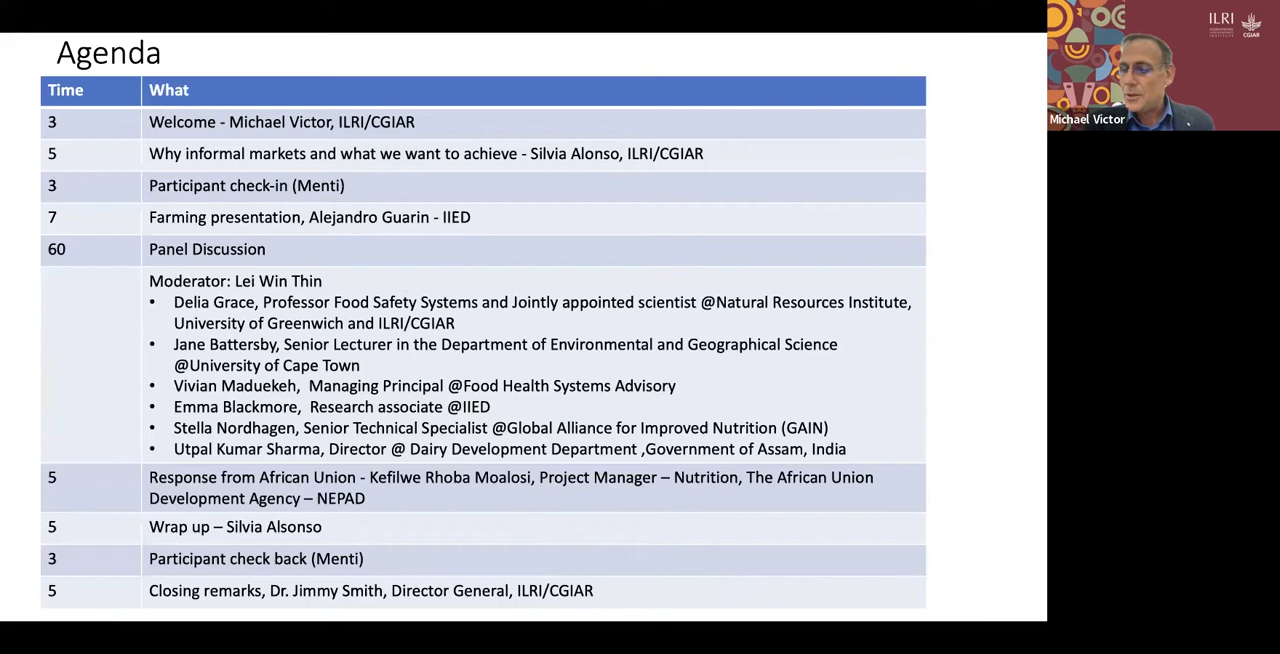 Agenda
Time What
3 Welcome - Michael Victor, ILRI/CGIAR
5 Why informal markets and what we want to achieve - Silvia Alonso, ILRI/CGIAR
3 Participant check-in (Menti)
7 Farming presentation, Alejandro Guarin - IIED
60 Panel Discussion
Moderator: Lei Win Thin
• Delia Grace, Professor Food Safety Systems and Jointly appointed scientist @Natural Resources Institute,
University of Greenwich and ILRI/CGIAR
• Jane Battersby, Senior Lecturer in the Department of Environmental and Geographical Science
@University of Cape Town
• Vivian Maduekeh, Managing Principal @Food Health Systems Advisory
• Emma Blackmore, Research associate @IIED
• Stella Nordhagen, Senior Technical Specialist @Global Alliance for Improved Nutrition (GAIN)
• Utpal Kumar Sharma, Director @ Dairy Development Department ,Government of Assam, India
5 Response from African Union - Kefilwe Rhoba Moalosi, Project Manager – Nutrition, The African Union
Development Agency – NEPAD
5 Wrap up – Silvia Alsonso
3 Participant check back (Menti)
5 Closing remarks, Dr. Jimmy Smith, Director General, ILRI/CGIAR
ILRI
CGIAR
Michael Victor